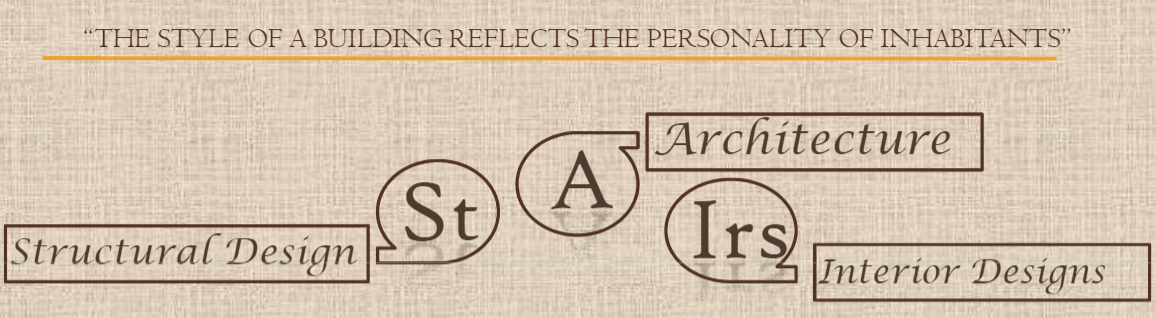 “THE STYLE OF A BUILDING REFLECTS THE PERSONALITY OF INHABITANTS”
Architecture
St A Irs
Structural Design
Interior Designs